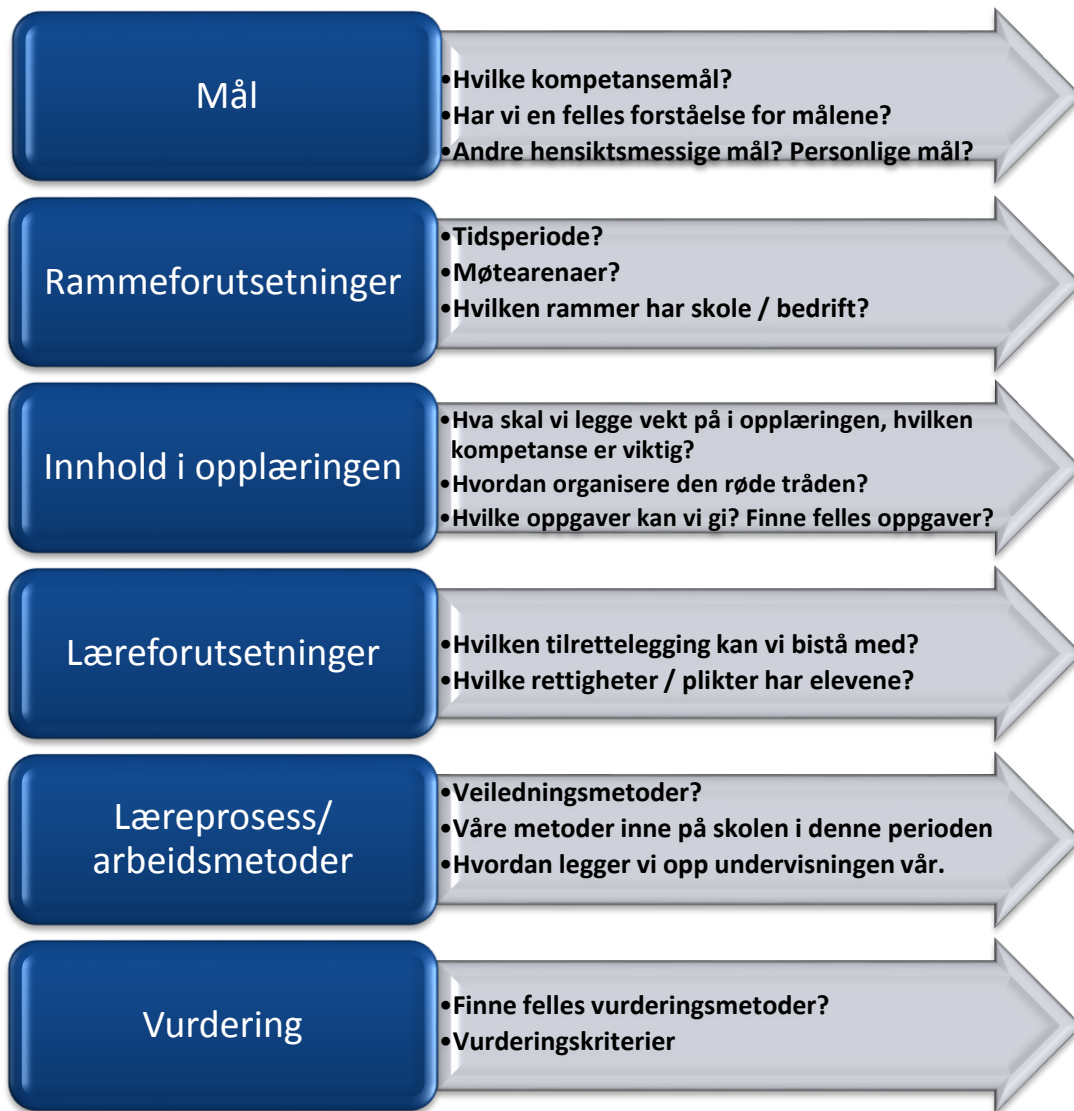 Mål
•Hvilke kompetansemål?
•Har vi en felles forståelse for målene?
•Andre hensiktsmessige mål? Personlige mål?
Rammeforutsetninger
•Tidsperiode?
•Møtearenaer?
•Hvilken rammer har skole / bedrift?
Innhold i opplæringen
•Hva skal vi legge vekt på i opplæringen, hvilken
kompetanse er viktig?
•Hvordan organisere den røde tråden?
•Hvilke oppgaver kan vi gi? Finne felles oppgaver?
Læreforutsetninger
•Hvilken tilrettelegging kan vi bistå med?
•Hvilke rettigheter / plikter har elevene?
Læreprosess/
arbeidsmetoder
•Veiledningsmetoder?
•Våre metoder inne på skolen i denne perioden
•Hvordan legger vi opp undervisningen vår.
Vurdering
•Finne felles vurderingsmetoder?
•Vurderingskriterier